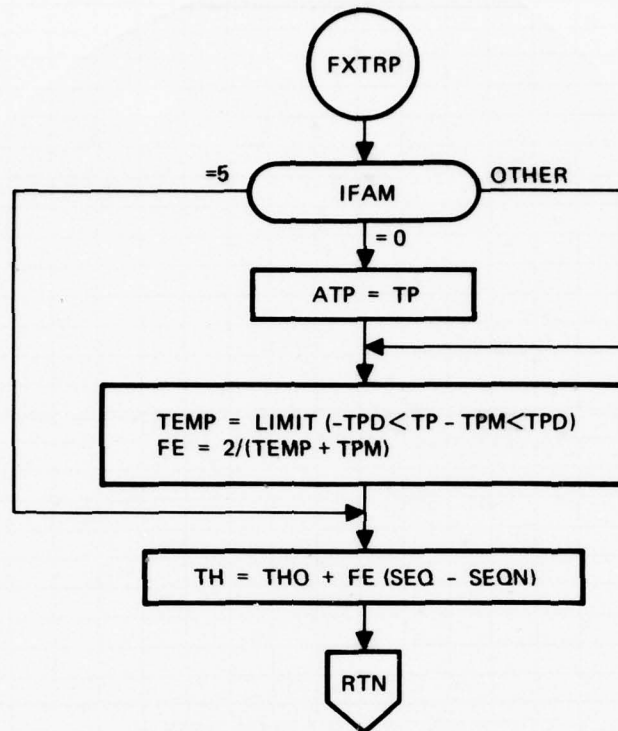 FXTRP
=5
IFAM
OTHER
= 0
ATP = TP
TEMP = LIMIT (-TPD<TP - TPM<TPD)
FE = 2/(TEMP + TPM)
TH = THO + FE (SEQ - SEQN)
RTN